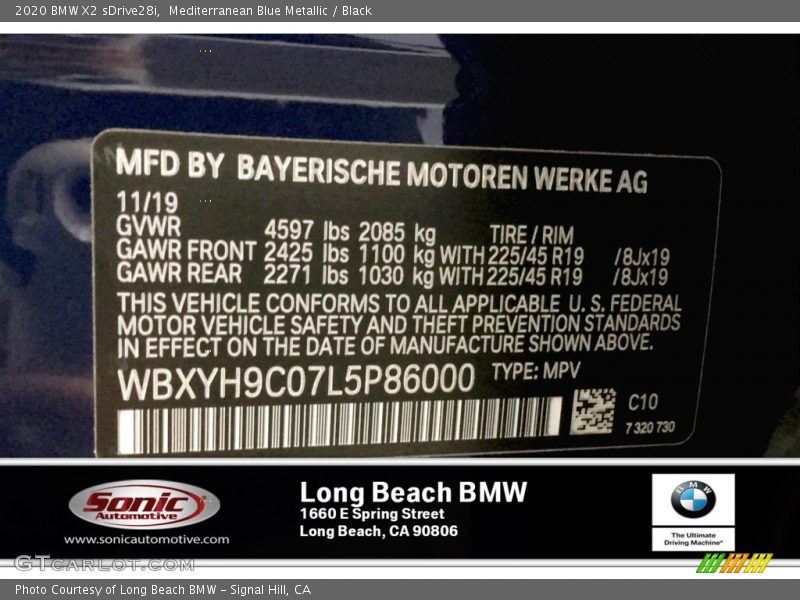 2020 BMW X2 sDrive28i,  Mediterranean Blue Metallic / Black
MFD BY BAYERISCHE MOTOREN WERKE AG
11/19
GVWR 4597 lbs 2085 kg TIRE / RIM
GAWR FRONT 2425 lbs 1100 kg WITH 225/45 R19 /8Jx19
GAWR REAR 2271 lbs 1030 kg WITH 225/45 R19 /8Jx19
THIS VEHICLE CONFORMS TO ALL APPLICABLE U. S. FEDERAL
MOTOR VEHICLE SAFETY AND THEFT PREVENTION STANDARDS
IN EFFECT ON THE DATE OF MANUFACTURE SHOWN ABOVE.
WBXYH9C07L5P86000 TYPE: MPV
C10
7 320 730
Sonic
Automotive
www.sonicautomotive.com
Long Beach BMW
1660 E Spring Street
Long Beach, CA 90806
BMW
The Ultimate
Driving Machine®
GTcarlot.com
Photo Courtesy of Long Beach BMW - Signal Hill, CA